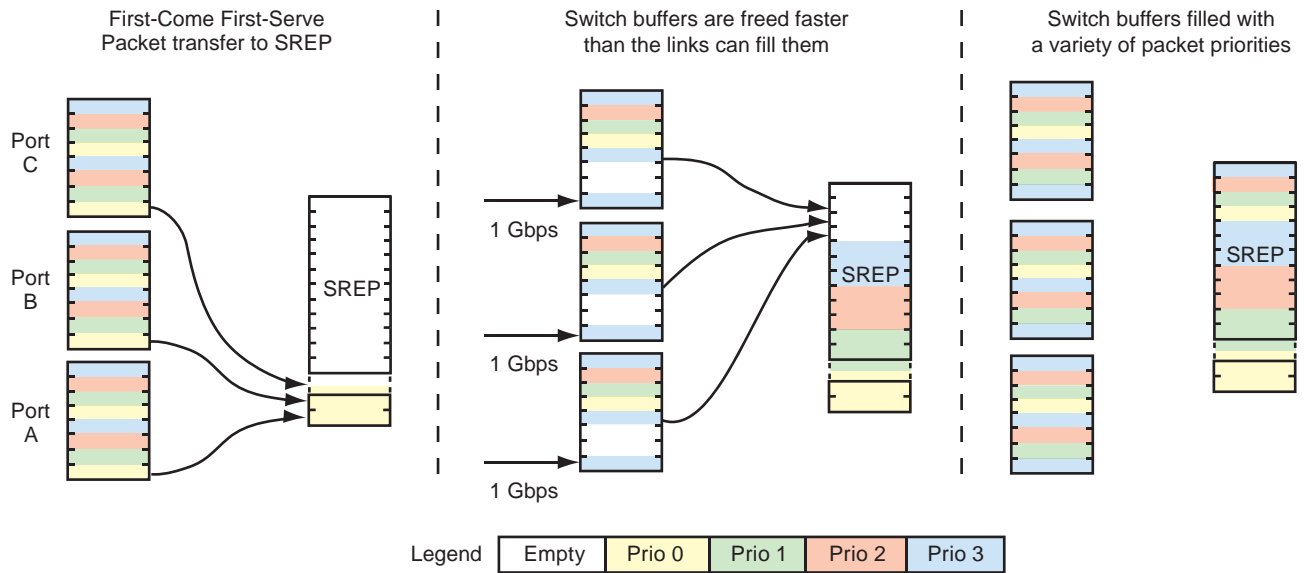 First-Come First-Serve
Packet transfer to SREP
Switch buffers are freed faster
than the links can fill them
Switch buffers filled with
a variety of packet priorities
Port
C
Port
B
Port
A
SREP
1 Gbps
1 Gbps
1 Gbps
SREP
SREP
Legend
Empty
Prio 0
Prio 1
Prio 2
Prio 3